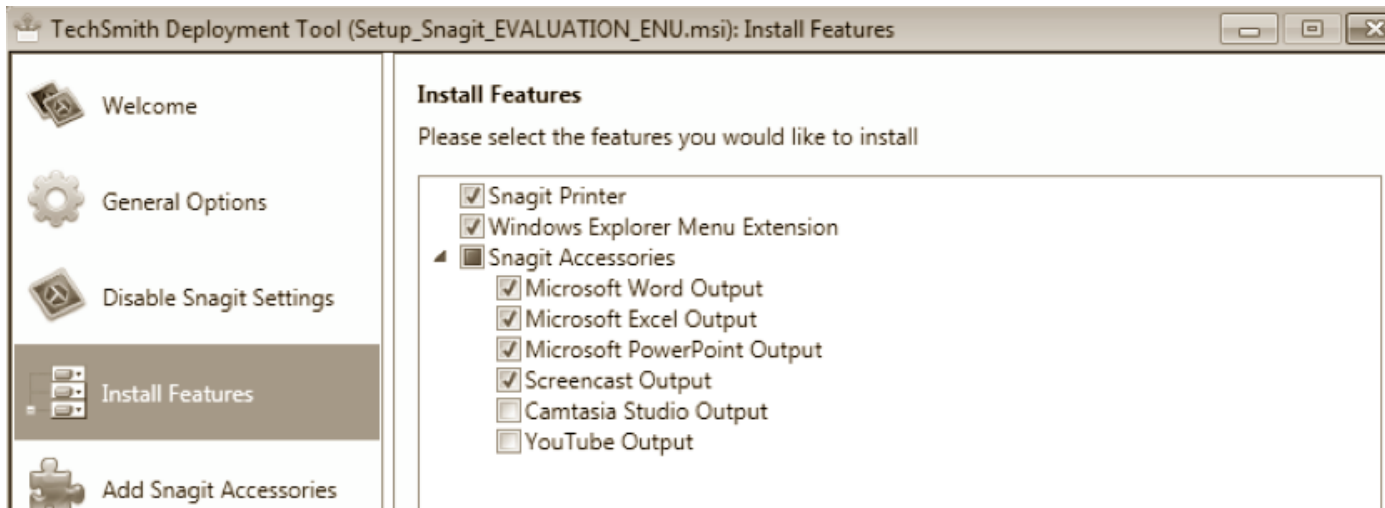 TechSmith Deployment Tool (Setup_Snagit_EVALUATION_ENU.msi): Install Features
Welcome
General Options
Disable Snagit Settings
Install Features
Add Snagit Accessories
Install Features
Please select the features you would like to install
Snagit Printer
Windows Explorer Menu Extension
Snagit Accessories
Microsoft Word Output
Microsoft Excel Output
Microsoft PowerPoint Output
Screencast Output
Camtasia Studio Output
YouTube Output